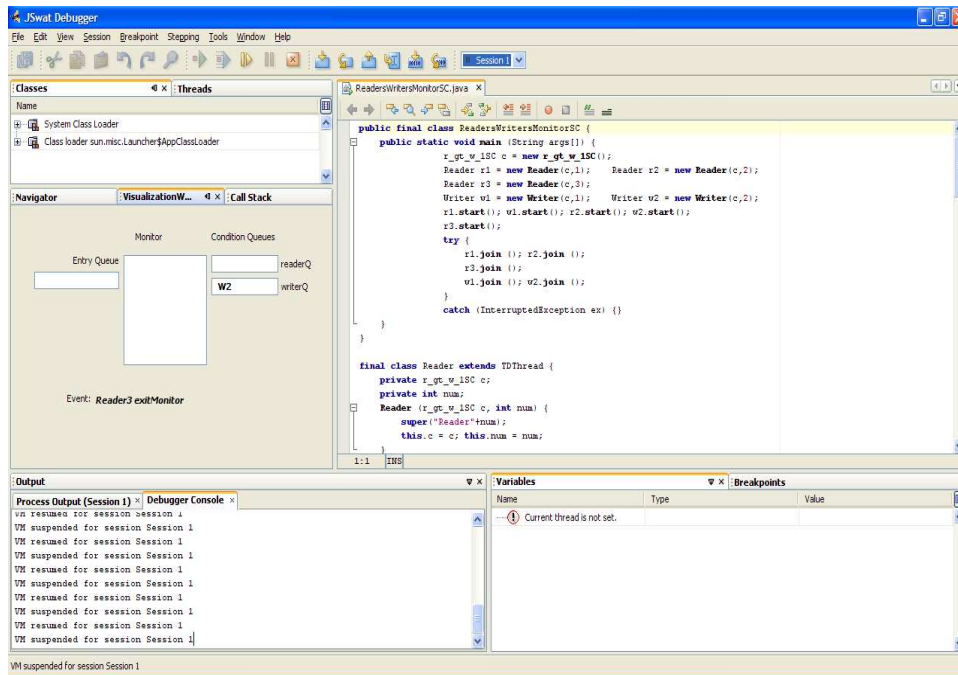 JSwat Debugger
File Edit View Session Breakpoint Stepping Tools Window Help
Session 1
Classes Threads
Name
System Class Loader
Class loader sun.misc.Launcher$AppClassLoader
Navigator VisualizationW... Call Stack
Monitor Condition Queues
Entry Queue
readerQ
W2 writerQ
Event: Reader3 exitMonitor
ReadersWritersMonitorSC.java
public final class ReadersWritersMonitorSC {
public static void main (String args[]) {
r_gt_w_1SC c = new r_gt_w_1SC();
Reader r1 = new Reader(c,1); Reader r2 = new Reader(c,2);
Reader r3 = new Reader(c,3);
Writer w1 = new Writer(c,1); Writer w2 = new Writer(c,2);
r1.start(); w1.start(); r2.start(); w2.start();
r3.start();
try {
r1.join (); r2.join ();
r3.join ();
w1.join (); w2.join ();
}
catch (InterruptedException ex) {}
}
}
final class Reader extends TDThread {
private r_gt_w_1SC c;
private int num;
Reader (r_gt_w_1SC c, int num) {
super("Reader"+num);
this.c = c; this.num = num;
}
1:1 INS
Output
Process Output (Session 1) Debugger Console
VM resumed for session Session 1
VM suspended for session Session 1
VM resumed for session Session 1
VM suspended for session Session 1
VM resumed for session Session 1
VM suspended for session Session 1
VM resumed for session Session 1
VM suspended for session Session 1
VM resumed for session Session 1
VM suspended for session Session 1
Variables Breakpoints
Name Type Value
Current thread is not set.
VM suspended for session Session 1